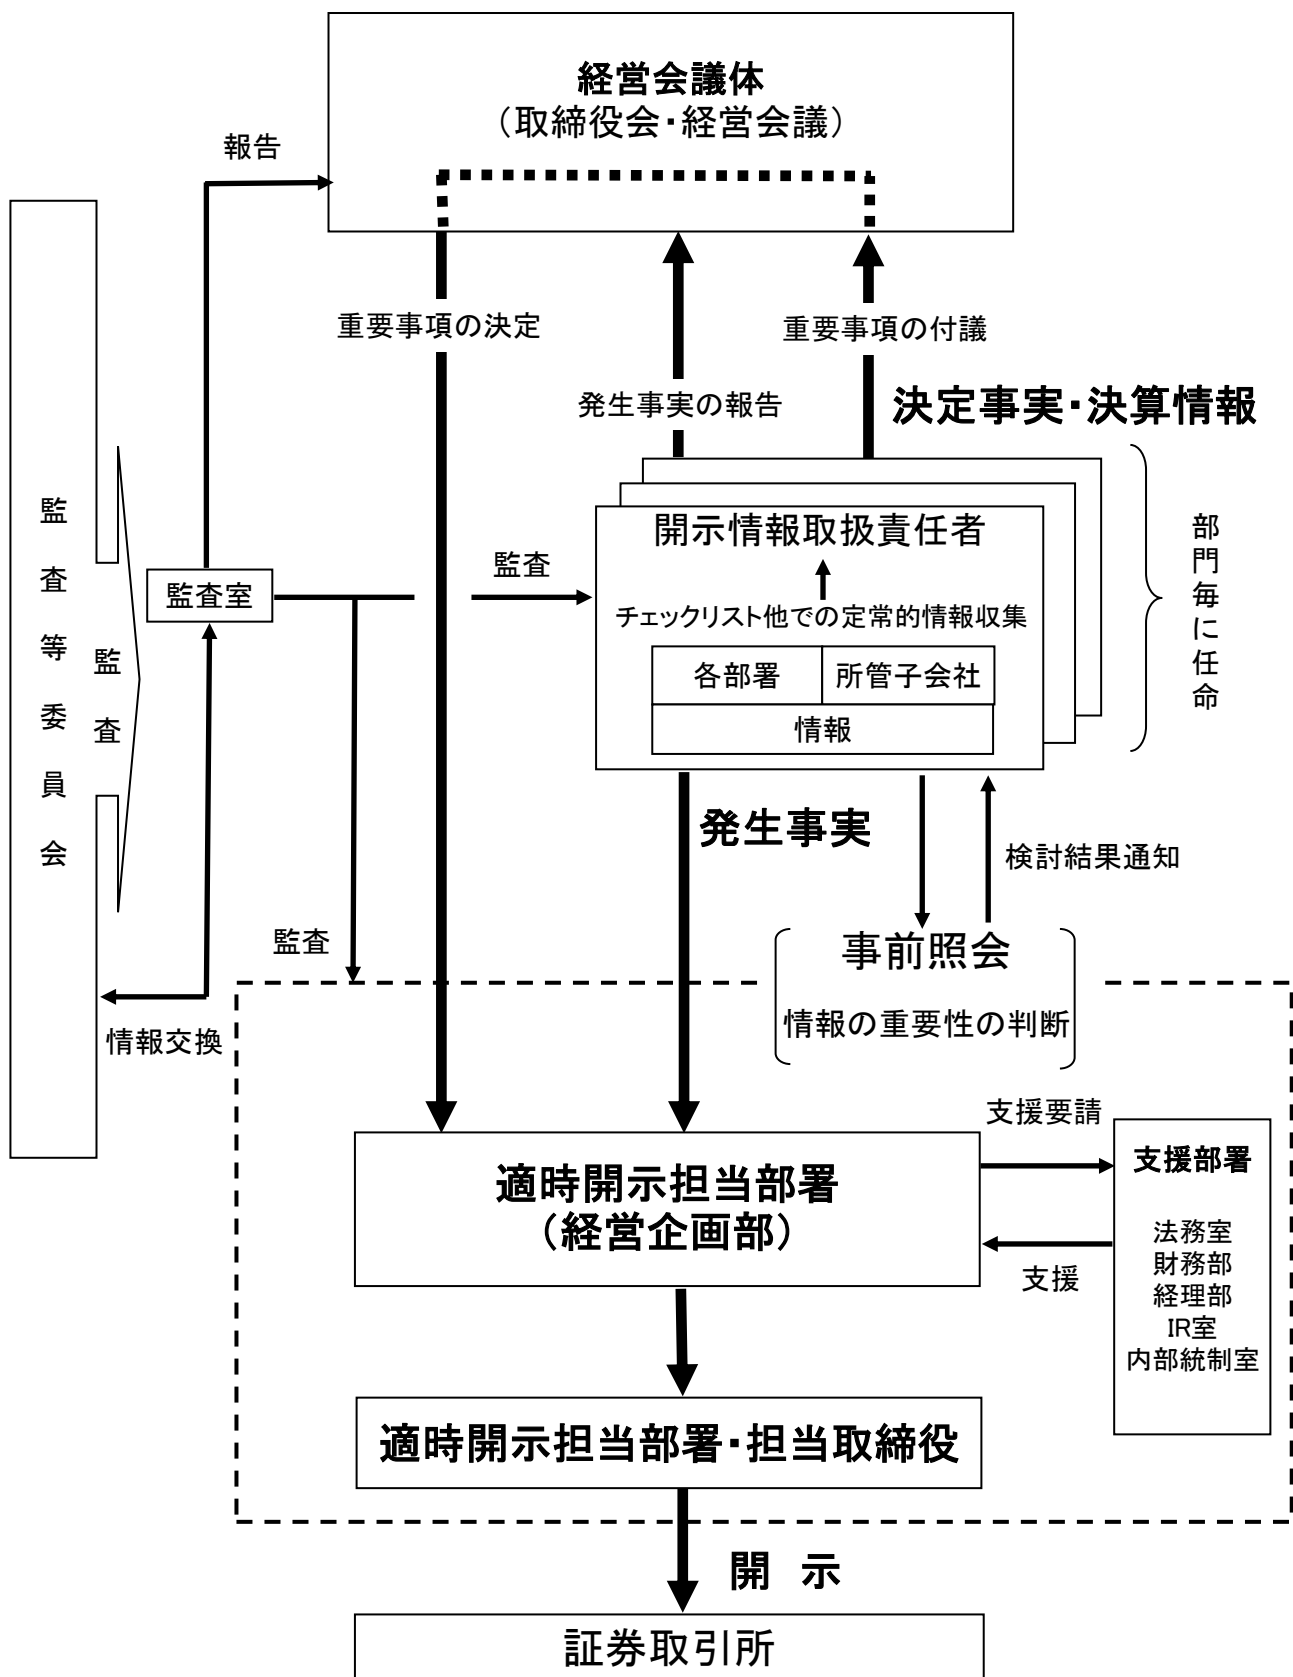 経営会議体
（取締役会・経営会議）
報告
重要事項の決定
重要事項の付議
発生事実の報告
決定事実・決算情報
監査等委員会
監査
監査室
監査
開示情報取扱責任者
チェックリスト他での定常的情報収集
各部署
所管子会社
情報
部門毎に任命
発生事実
検討結果通知
監査
事前照会
情報の重要性の判断
情報交換
支援要請
適時開示担当部署
（経営企画部）
支援
支援部署
法務室
財務部
経理部
IR室
内部統制室
適時開示担当部署・担当取締役
開　示
証券取引所